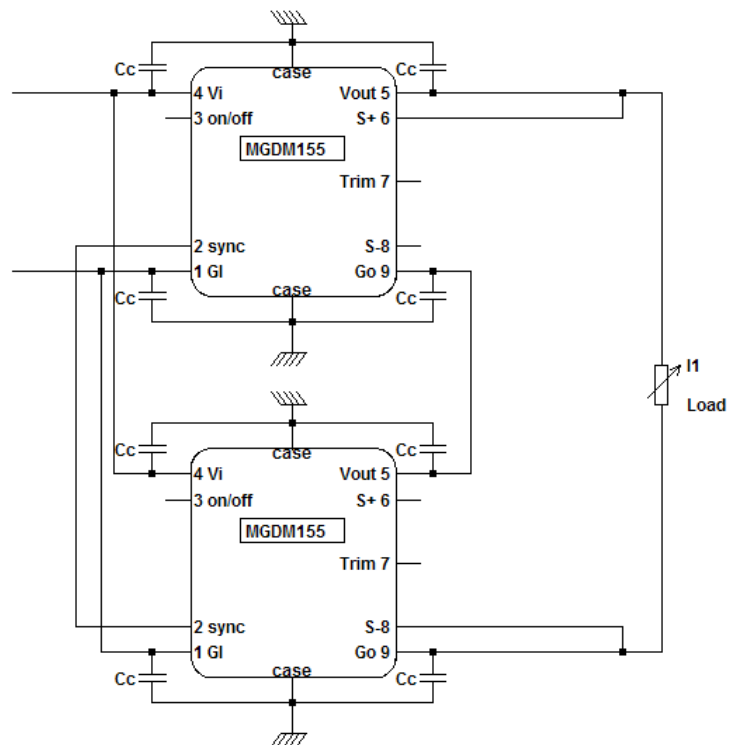 case
Cc
Cc
4 Vi
Vout 5
3 on/off
S+ 6
MGDM155
Trim 7
2 sync
S-8
1 GI
Go 9
case
Cc
Cc
I1
Load
case
Cc
Cc
4 Vi
Vout 5
3 on/off
S+ 6
MGDM155
Trim 7
2 sync
S-8
1 GI
Go 9
case
Cc
Cc